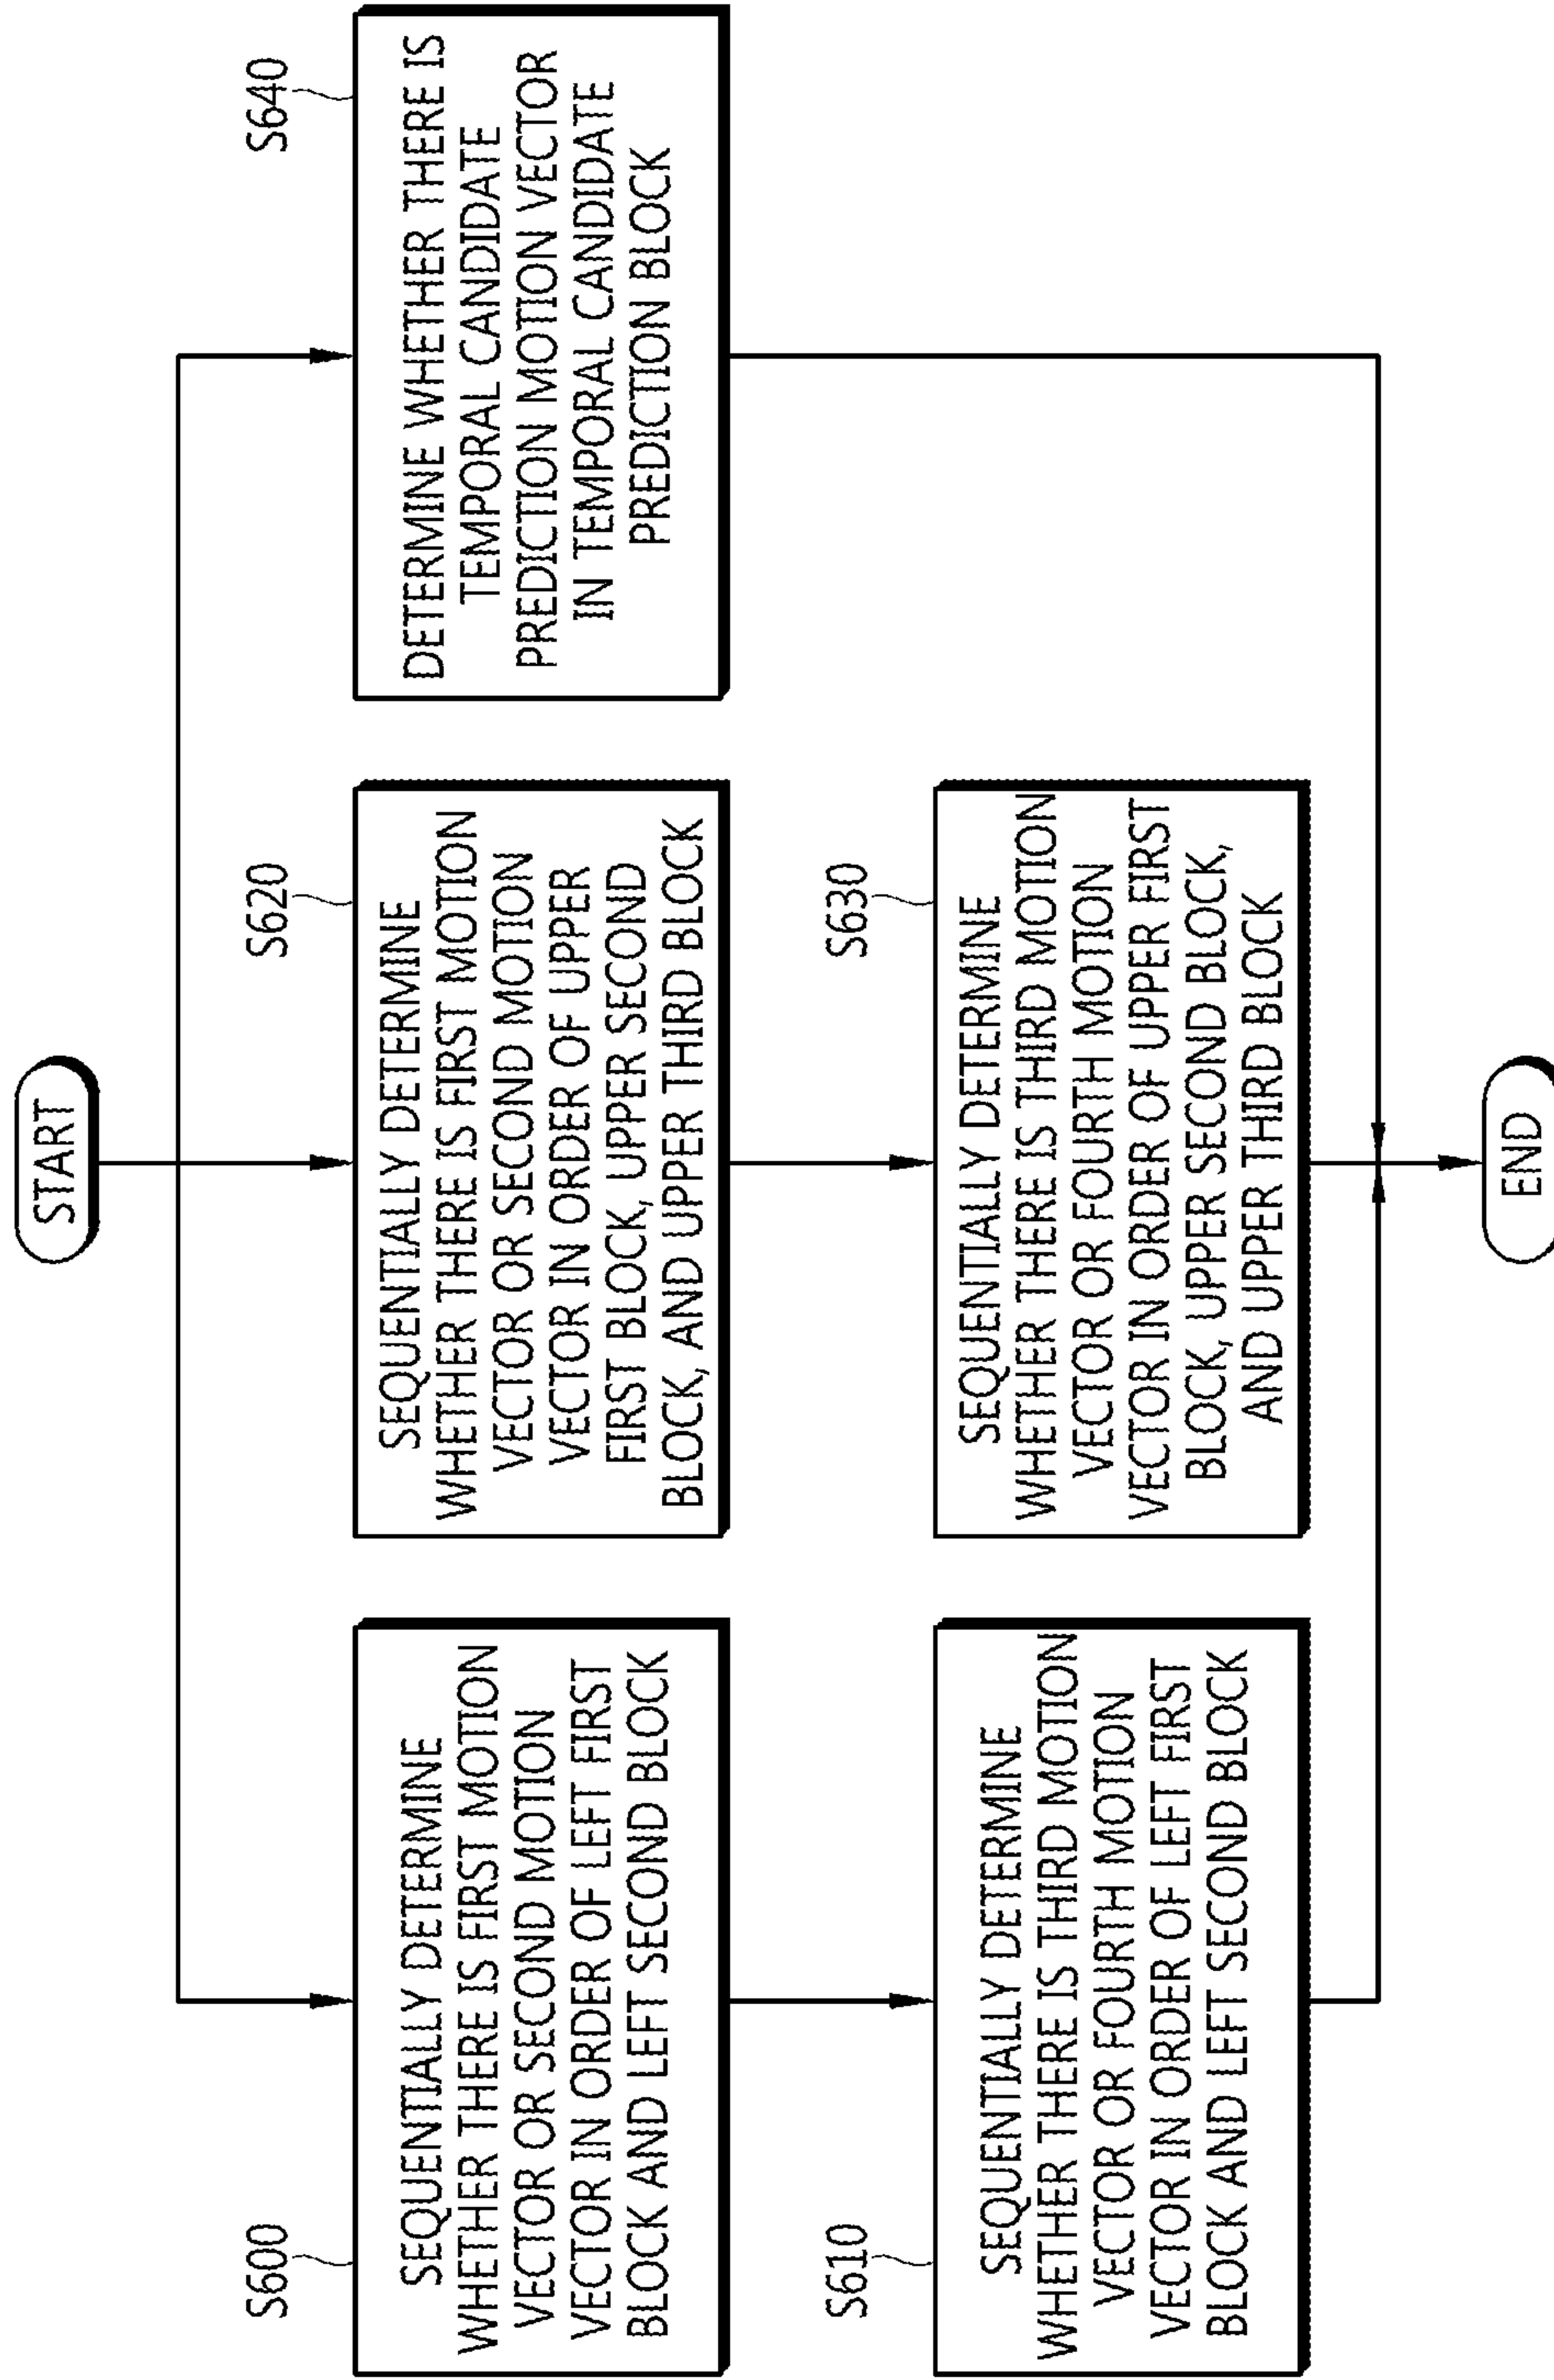 START
S600
SEQUENTIALLY DETERMINE
WHETHER THERE IS FIRST MOTION
VECTOR OR SECOND MOTION
VECTOR IN ORDER OF LEFT FIRST
BLOCK AND LEFT SECOND BLOCK
S620
SEQUENTIALLY DETERMINE
WHETHER THERE IS FIRST MOTION
VECTOR OR SECOND MOTION
VECTOR IN ORDER OF UPPER
FIRST BLOCK, UPPER SECOND
BLOCK, AND UPPER THIRD BLOCK
S640
DETERMINE WHETHER THERE IS
TEMPORAL CANDIDATE
PREDICTION MOTION VECTOR
IN TEMPORAL CANDIDATE
PREDICTION BLOCK
S610
SEQUENTIALLY DETERMINE
WHETHER THERE IS THIRD MOTION
VECTOR OR FOURTH MOTION
VECTOR IN ORDER OF LEFT FIRST
BLOCK AND LEFT SECOND BLOCK
S630
SEQUENTIALLY DETERMINE
WHETHER THERE IS THIRD MOTION
VECTOR OR FOURTH MOTION
VECTOR IN ORDER OF UPPER FIRST
BLOCK, UPPER SECOND BLOCK,
AND UPPER THIRD BLOCK
END